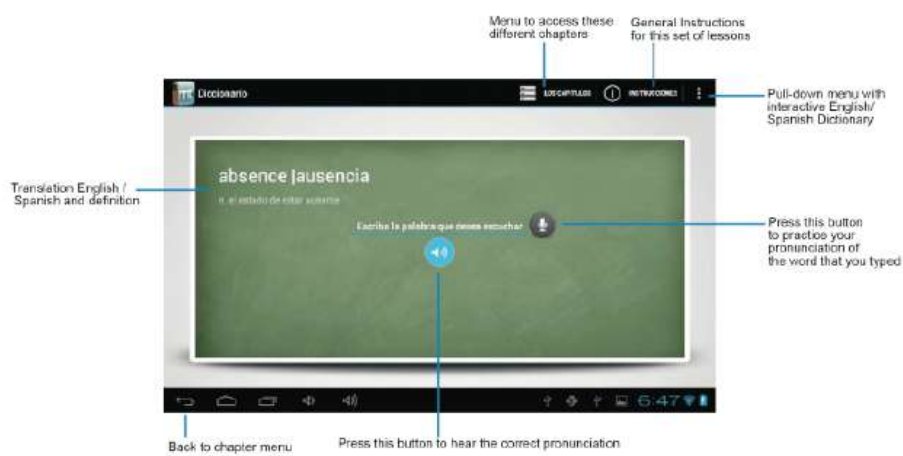 Menu to access these
different chapters
General Instructions
for this set of lessons
Diccionario
LOS CAPITULOS
INSTRUCCIONES
Pull-down menu with
interactive English/
Spanish Dictionary
absence |ausencia
n. el estado de estar ausente
Translation English /
Spanish and definition
Escriba la palabra que desea escuchar
Press this button
to practice your
pronunciation of
the word that you typed
6:47
Back to chapter menu
Press this button to hear the correct pronunciation